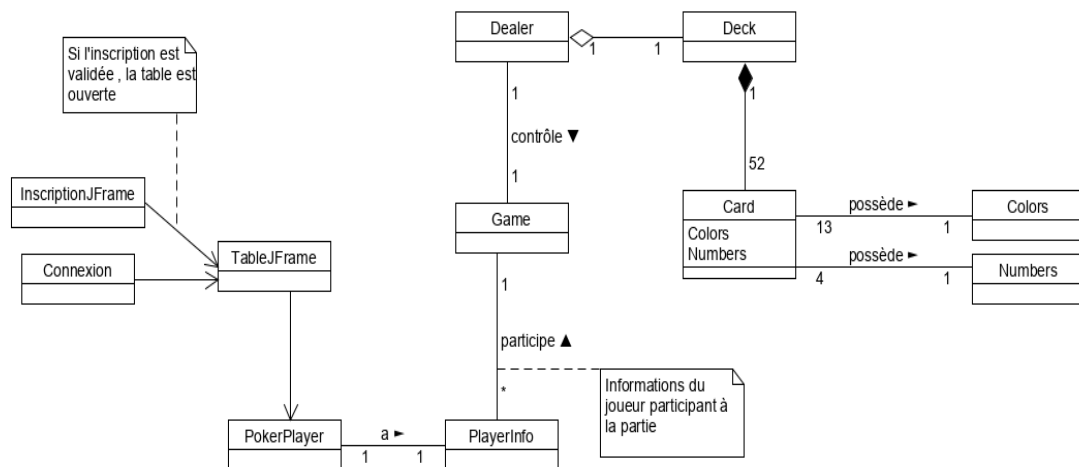 Dealer
1
1
Deck
Si l'inscription est
validée , la table est
ouverte
1
1
contrôle ▼
1
52
InscriptionJFrame
Game
Card
Colors
Numbers
possède ►
13
1
Colors
possède ►
4
1
Numbers
Connexion
TableJFrame
1
participe ▲
*
Informations du
joueur participant à
la partie
PokerPlayer
a ►
1
1
PlayerInfo